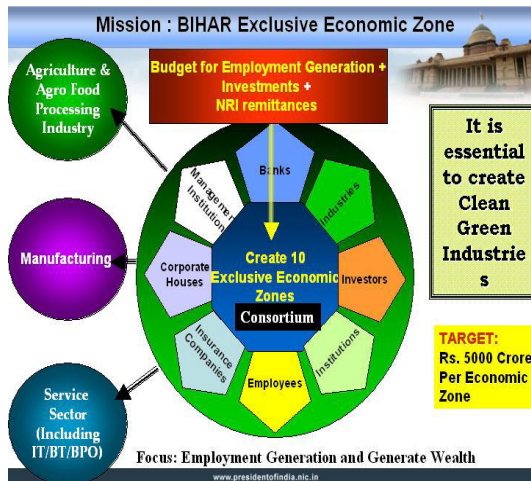 Mission : BIHAR Exclusive Economic Zone
Agriculture &
Agro Food
Processing
Industry
Budget for Employment Generation +
Investments +
NRI remittances
It is
essential
to create
Clean
Green
Industrie
s
Banks
Management
Institution
Industries
Manufacturing
Corporate
Houses
Create 10
Exclusive Economic
Zones
Consortium
Investors
Insurance
Companies
Institutions
Employees
TARGET:
Rs. 5000 Crore
Per Economic
Zone
Service
Sector
(Including
IT/BT/BPO)
Focus: Employment Generation and Generate Wealth
www.presidentofindia.nic.in